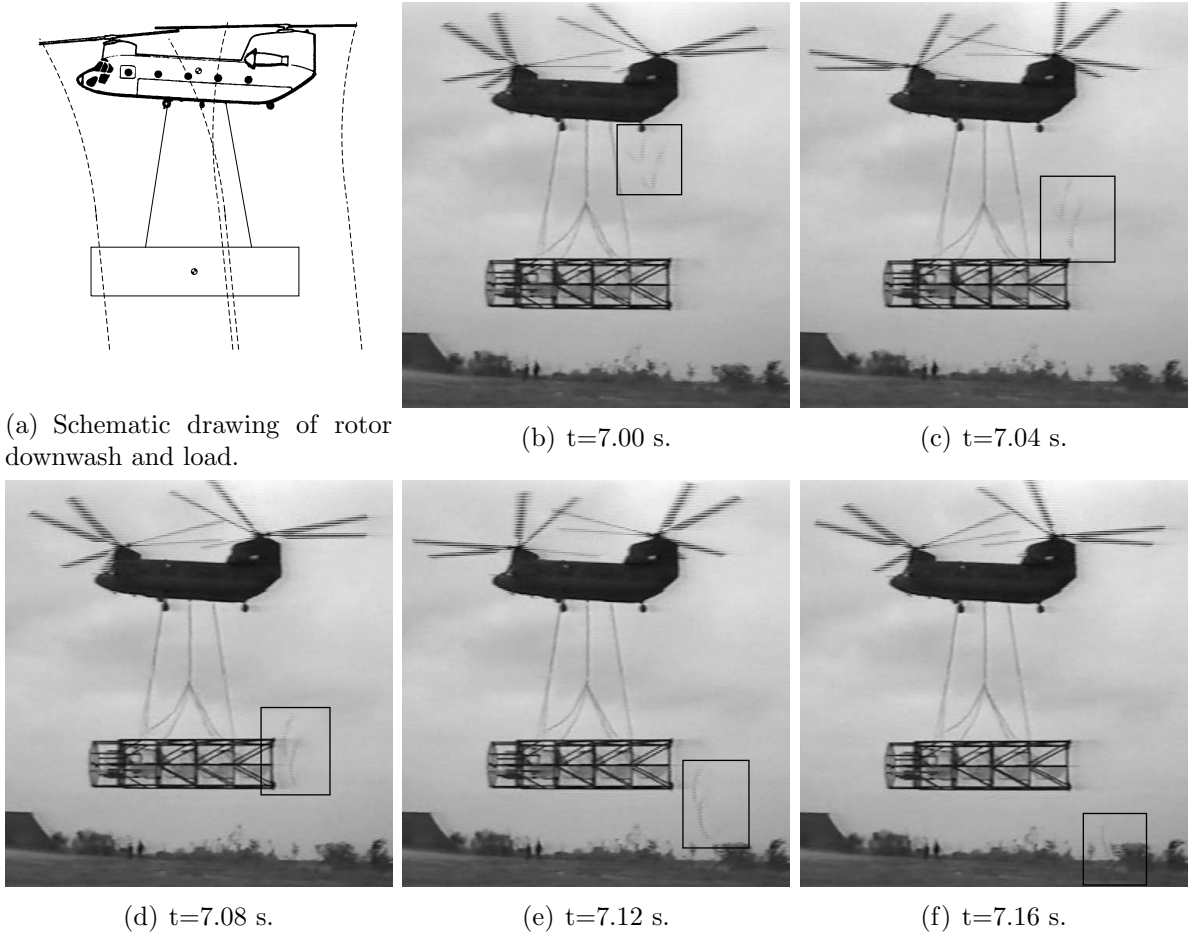 (a) Schematic drawing of rotor
downwash and load.
(b) t=7.00 s.
(c) t=7.04 s.
(d) t=7.08 s.
(e) t=7.12 s.
(f) t=7.16 s.